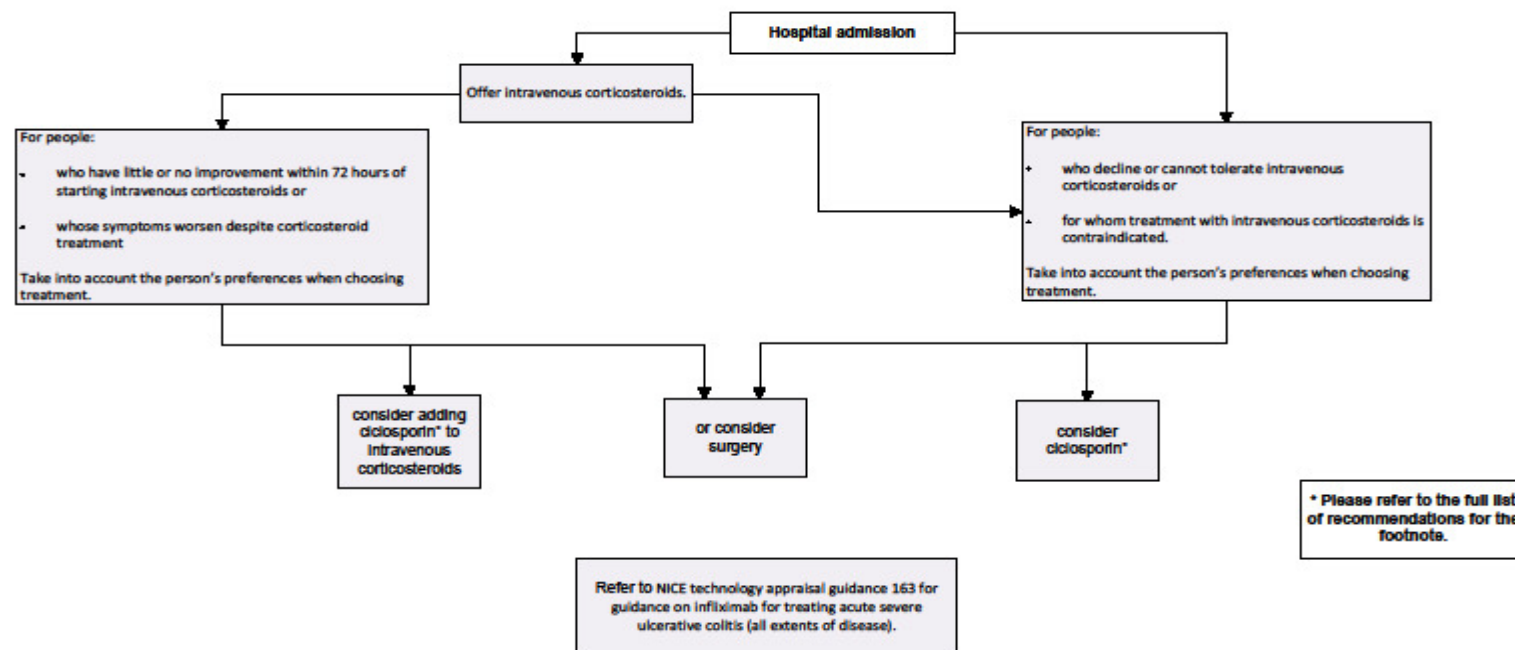 Hospital admission
Offer intravenous corticosteroids.
For people:
who have little or no improvement within 72 hours of
starting intravenous corticosteroids or
whose symptoms worsen despite corticosteroid
treatment
Take into account the person's preferences when choosing
treatment.
For people:
who decline or cannot tolerate intravenous
corticosteroids or
for whom treatment with intravenous corticosteroids is
contraindicated.
Take into account the person's preferences when choosing
treatment.
consider adding
ciclosporin* to
intravenous
corticosteroids
or consider
surgery
consider
ciclosporin*
* Please refer to the full list
of recommendations for the
footnote.
Refer to NICE technology appraisal guidance 163 for
guidance on infliximab for treating acute severe
ulcerative colitis (all extents of disease).